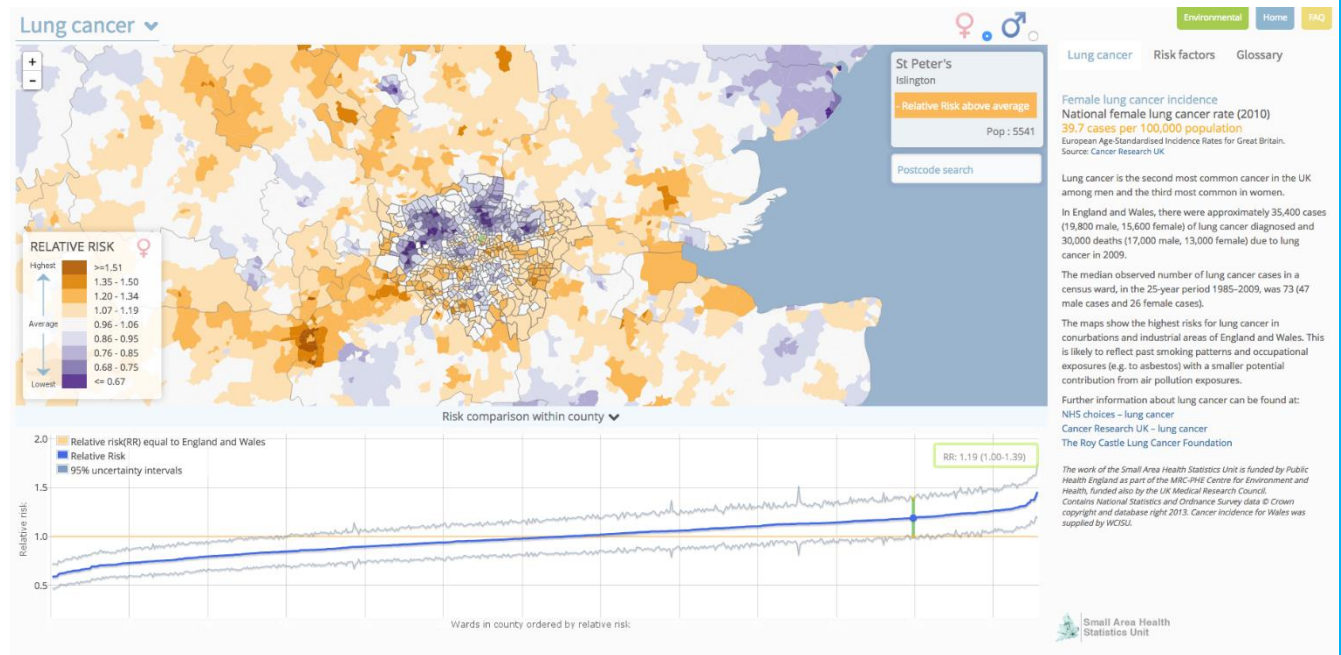 Lung cancer
Environmental
Home
FAQ
+
-
St Peter's
Islington
- Relative Risk above average
Pop : 5541
Postcode search
RELATIVE RISK
Highest
Average
Lowest
>=1.51
1.35 - 1.50
1.20 - 1.34
1.07 - 1.19
0.96 - 1.06
0.86 - 0.95
0.76 - 0.85
0.68 - 0.75
<= 0.67
Risk comparison within county
Relative risk(RR) equal to England and Wales
Relative Risk
95% uncertainty intervals
RR: 1.19 (1.00-1.39)
2.0
1.5
1.0
0.5
Relative risk
Wards in county ordered by relative risk
Lung cancer
Risk factors
Glossary
Female lung cancer incidence
National female lung cancer rate (2010)
39.7 cases per 100,000 population
European Age-Standardised Incidence Rates for Great Britain.
Source: Cancer Research UK
Lung cancer is the second most common cancer in the UK
among men and the third most common in women.
In England and Wales, there were approximately 35,400 cases
(19,800 male, 15,600 female) of lung cancer diagnosed and
30,000 deaths (17,000 male, 13,000 female) due to lung
cancer in 2009.
The median observed number of lung cancer cases in a
census ward, in the 25-year period 1985–2009, was 73 (47
male cases and 26 female cases).
The maps show the highest risks for lung cancer in
conurbations and industrial areas of England and Wales. This
is likely to reflect past smoking patterns and occupational
exposures (e.g. to asbestos) with a smaller potential
contribution from air pollution exposures.
Further information about lung cancer can be found at:
NHS choices – lung cancer
Cancer Research UK – lung cancer
The Roy Castle Lung Cancer Foundation
The work of the Small Area Health Statistics Unit is funded by Public
Health England as part of the MRC-PHE Centre for Environment and
Health, funded also by the UK Medical Research Council.
Contains National Statistics and Ordnance Survey data © Crown
copyright and database right 2013. Cancer incidence for Wales was
supplied by WCISU.
Small Area Health
Statistics Unit